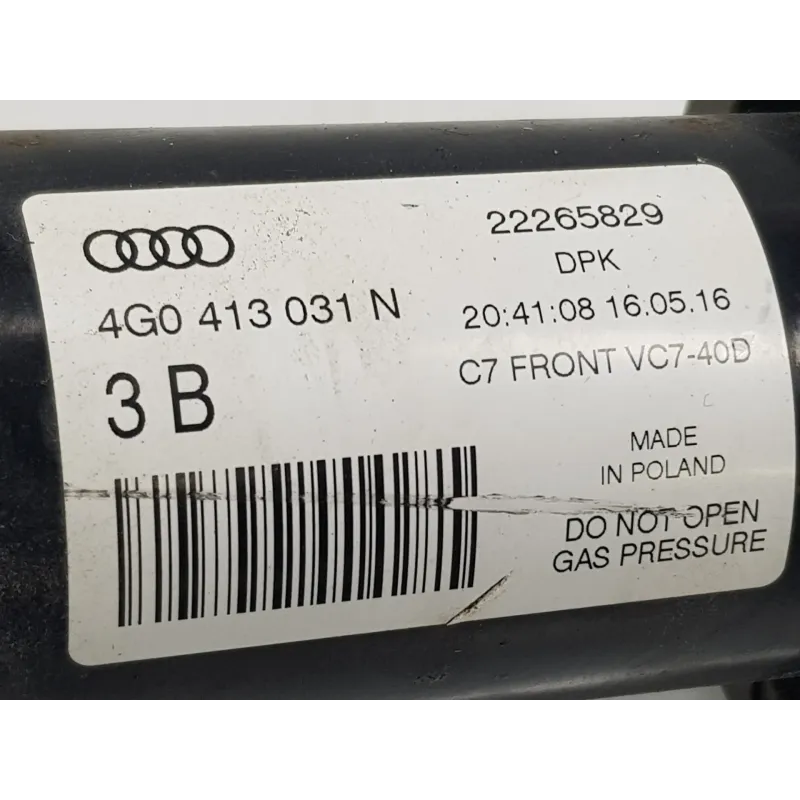 4G0 413 031 N
3 B
22265829
DPK
20:41:08 16.05.16
C7 FRONT VC7-40D
MADE
IN POLAND
DO NOT OPEN
GAS PRESSURE